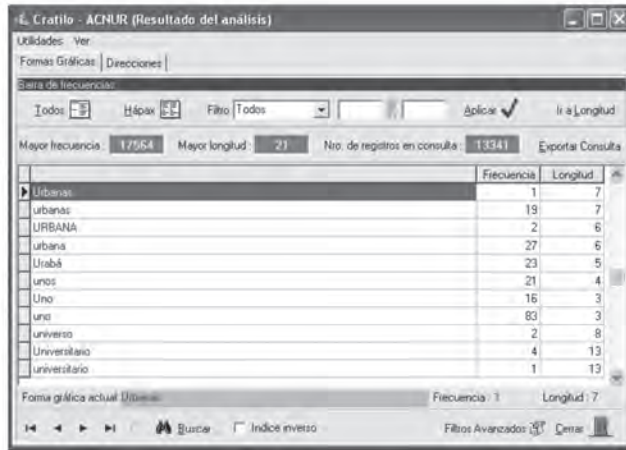 Cratilo - ACNUR (Resultado del análisis)
Utilidades Ver
Formas Gráficas Direcciones
Barra de frecuencias
Todos Hápax Filtro Todos Aplicar Ir a Longitud
Mayor frecuencia: 17564 Mayor longitud: 21 Nro. de registros en consulta: 13341 Exportar Consulta
Frecuencia Longitud
Urbanas 1 7
urbanas 19 7
URBANA 2 6
urbana 27 6
Urabá 23 5
unos 21 4
Uno 16 3
uno 83 3
universo 2 8
Universitario 4 13
universitario 1 13
Forma gráfica actual Urbanas Frecuencia: 1 Longitud: 7
Buscar Indice inverso Filtros Avanzados Cerrar